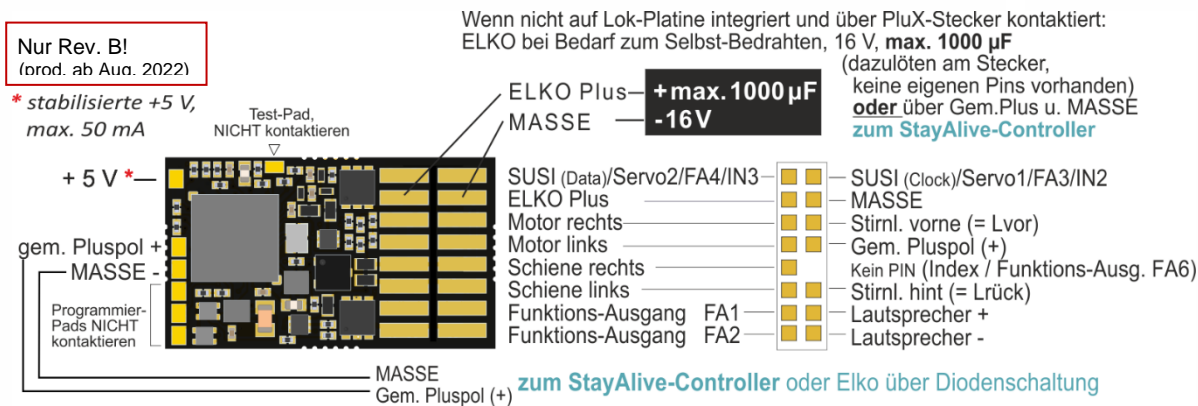 Wenn nicht auf Lok-Platine integriert und über PluX-Stecker kontaktiert:
ELKO bei Bedarf zum Selbst-Bedrahten, 16 V, max. 1000 µF
(dazulöten am Stecker,
keine eigenen Pins vorhanden)
oder über Gem.Plus u. MASSE
zum StayAlive-Controller
Nur Rev. B!
(prod. ab Aug. 2022)
* stabilisierte +5 V,
max. 50 mA
Test-Pad,
NICHT kontaktieren
ELKO Plus
MASSE
+max. 1000 µF
-16V
+ 5 V *
gem. Pluspol +
MASSE -
Programmier-
Pads NICHT
kontaktieren
SUSI (Data)/Servo2/FA4/IN3
ELKO Plus
Motor rechts
Motor links
Schiene rechts
Schiene links
Funktions-Ausgang FA1
Funktions-Ausgang FA2
SUSI (Clock)/Servo1/FA3/IN2
MASSE
Stirnl. vorne (= Lvor)
Gem. Pluspol (+)
Kein PIN (Index / Funktions-Ausg. FA6)
Stirnl. hint (= Lrück)
Lautsprecher +
Lautsprecher -
MASSE
Gem. Pluspol (+)
zum StayAlive-Controller oder Elko über Diodenschaltung